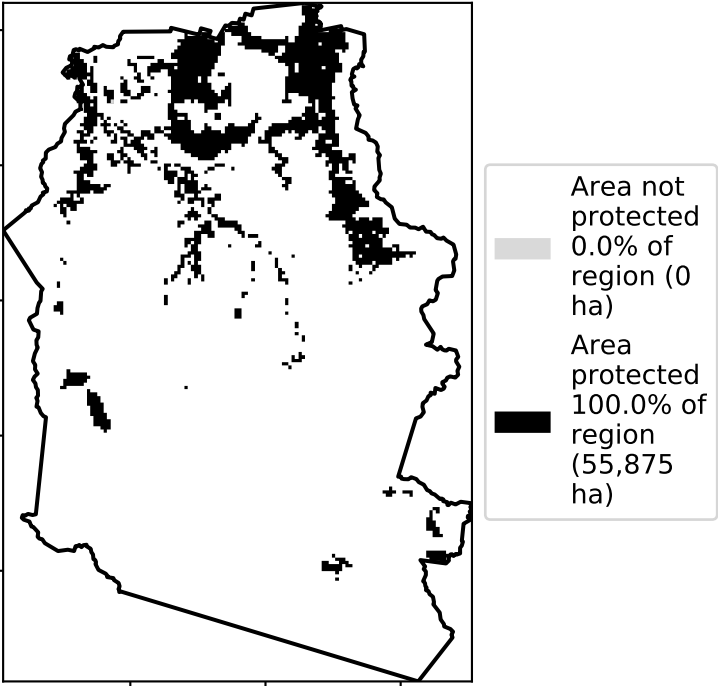 Area not
protected
0.0% of
region (0
ha)
Area
protected
100.0% of
region
(55,875
ha)